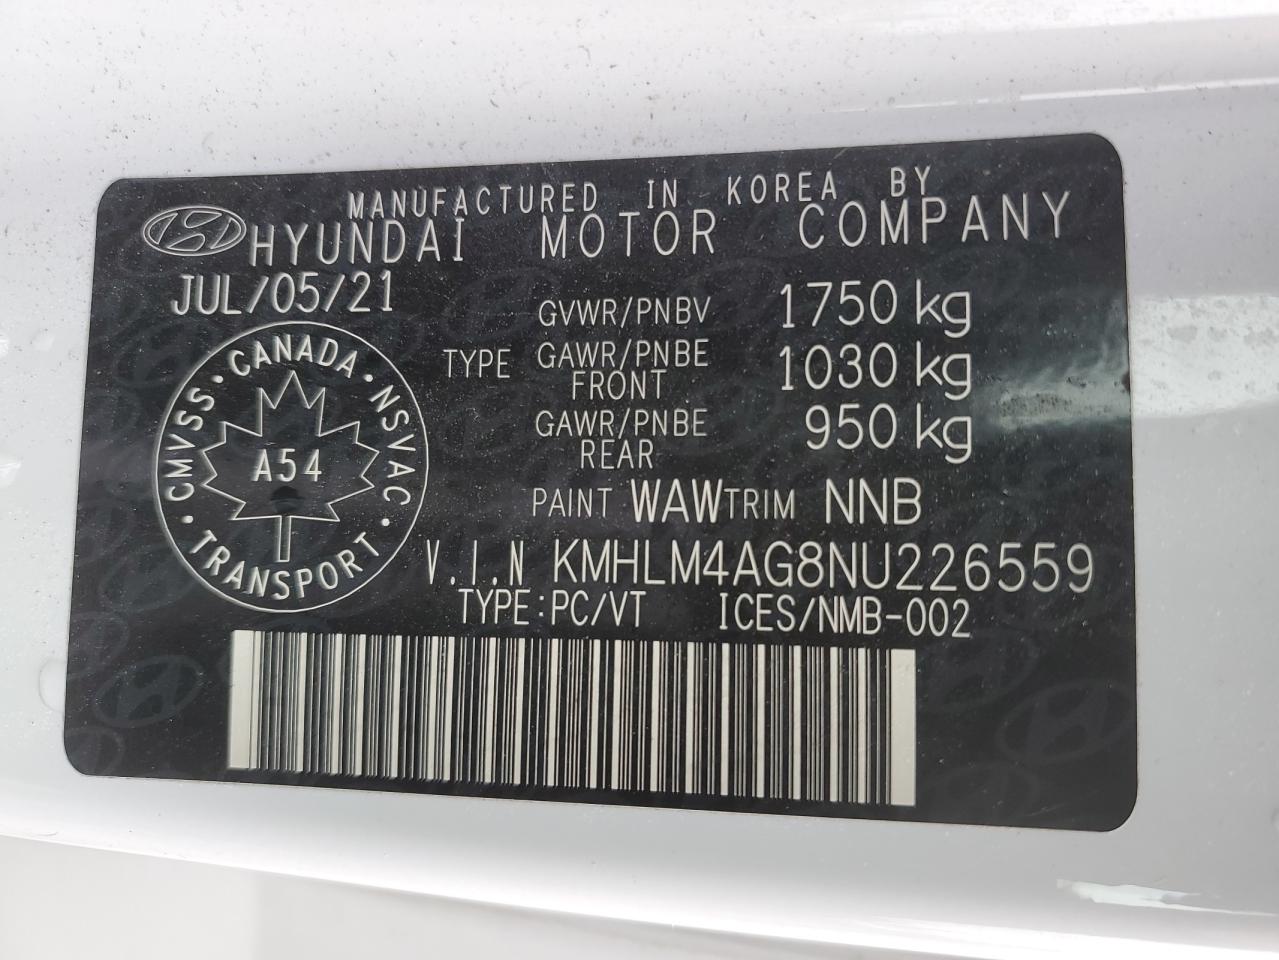 MANUFACTURED IN KOREA BY
HYUNDAI MOTOR COMPANY
JUL/05/21
GVWR/PNBV 1750 kg
TYPE GAWR/PNBE FRONT 1030 kg
GAWR/PNBE REAR 950 kg
PAINT WAW TRIM NNB
V.I.N KMHLM4AG8NU226559
TYPE:PC/VT ICES/NMB-002
CANADA · NSVAC · TRANSPORT · CMVSS ·
A54